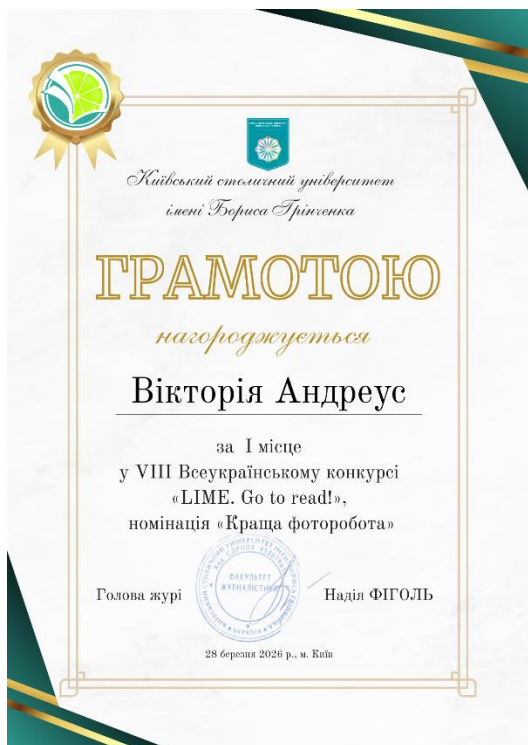 Київський столичний університет
імені Бориса Грінченка
ГРАМОТОЮ
нагороджується
Вікторія Андреус
за І місце
у VIII Всеукраїнському конкурсі
«LIME. Go to read!»,
номінація «Краща фоторобота»
ФАКУЛЬТЕТ
ЖУРНАЛІСТИКИ
Голова журі
Надія ФІГОЛЬ
28 березня 2026 р., м. Київ